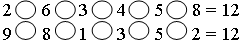 2 ○ 6 ○ 3 ○ 4 ○ 5 ○ 8 = 12
9 ○ 8 ○ 1 ○ 3 ○ 5 ○ 2 = 12